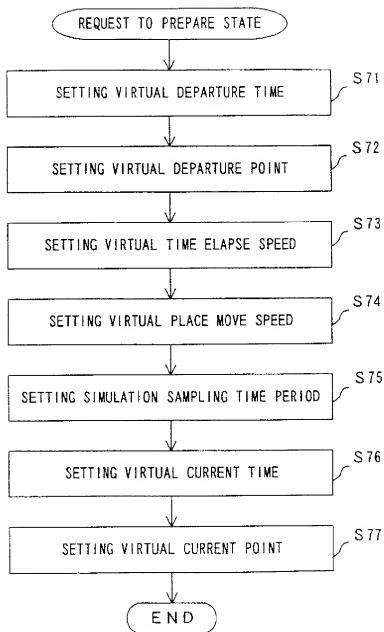 REQUEST TO PREPARE STATE
S71
SETTING VIRTUAL DEPARTURE TIME
S72
SETTING VIRTUAL DEPARTURE POINT
S73
SETTING VIRTUAL TIME ELAPSE SPEED
S74
SETTING VIRTUAL PLACE MOVE SPEED
S75
SETTING SIMULATION SAMPLING TIME PERIOD
S76
SETTING VIRTUAL CURRENT TIME
S77
SETTING VIRTUAL CURRENT POINT
END